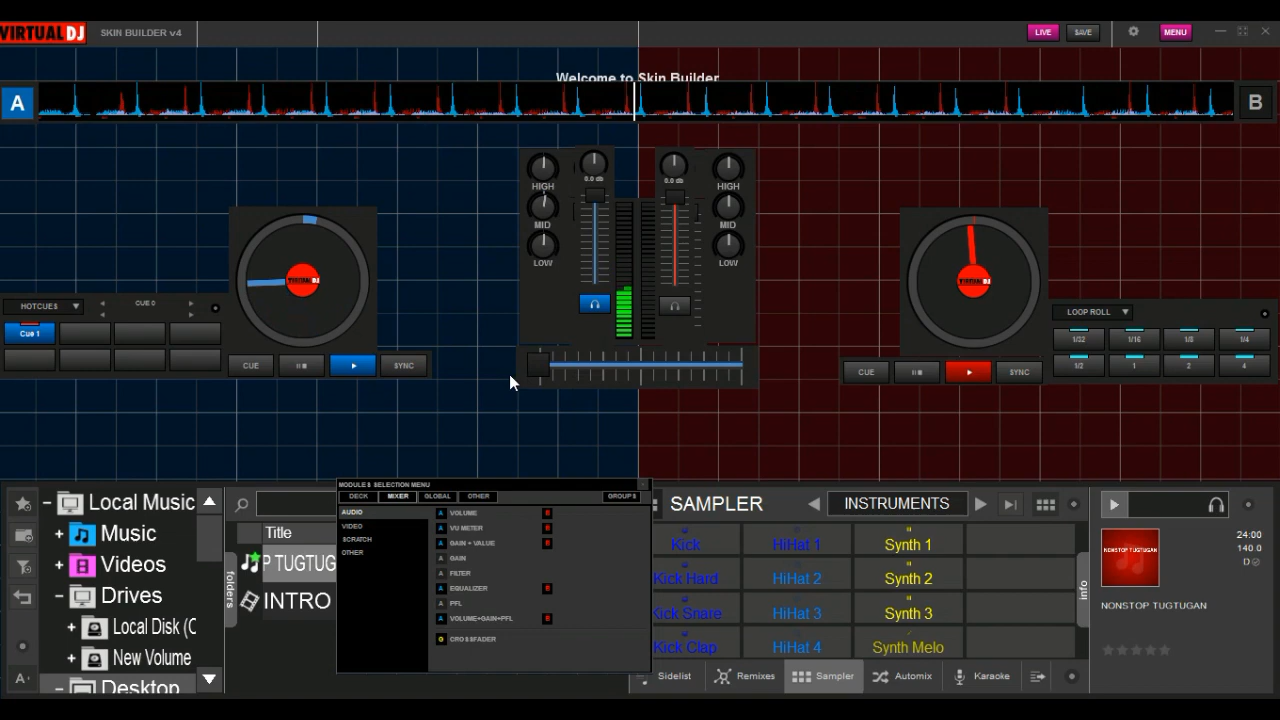 VIRTUAL DJ SKIN BUILDER v4 LIVE SAVE MENU
Welcome to Skin Builder
A B
0.0 db 0.0 db
HIGH HIGH
MID MID
LOW LOW
VIRTUALDJ VIRTUALDJ
HOTCUES CUE 0
Cue 1
CUE SYNC
LOOP ROLL
1/32 1/16 1/8 1/4
1/2 1 2 4
CUE SYNC
Local Music
Music
Videos
Drives
Local Disk (C
New Volume
Desktop
A
folders
Title
P TUGTUG
INTRO
MODULES SELECTION MENU
DECK MIXER GLOBAL OTHER GROUPS
AUDIO
VIDEO
SCRATCH
OTHER
A VOLUME B
A VU METER B
A GAIN + VALUE B
A GAIN
A FILTER
A EQUALIZER B
A PFL
A VOLUME+GAIN+PFL B
G CROSSFADER
SAMPLER INSTRUMENTS
Kick HiHat 1 Synth 1
Kick Hard HiHat 2 Synth 2
Kick Snare HiHat 3 Synth 3
Kick Clap HiHat 4 Synth Melo
Sidelist Remixes Sampler Automix Karaoke
info
NONSTOP TUGTUGAN
24:00
140.0
D
NONSTOP TUGTUGAN